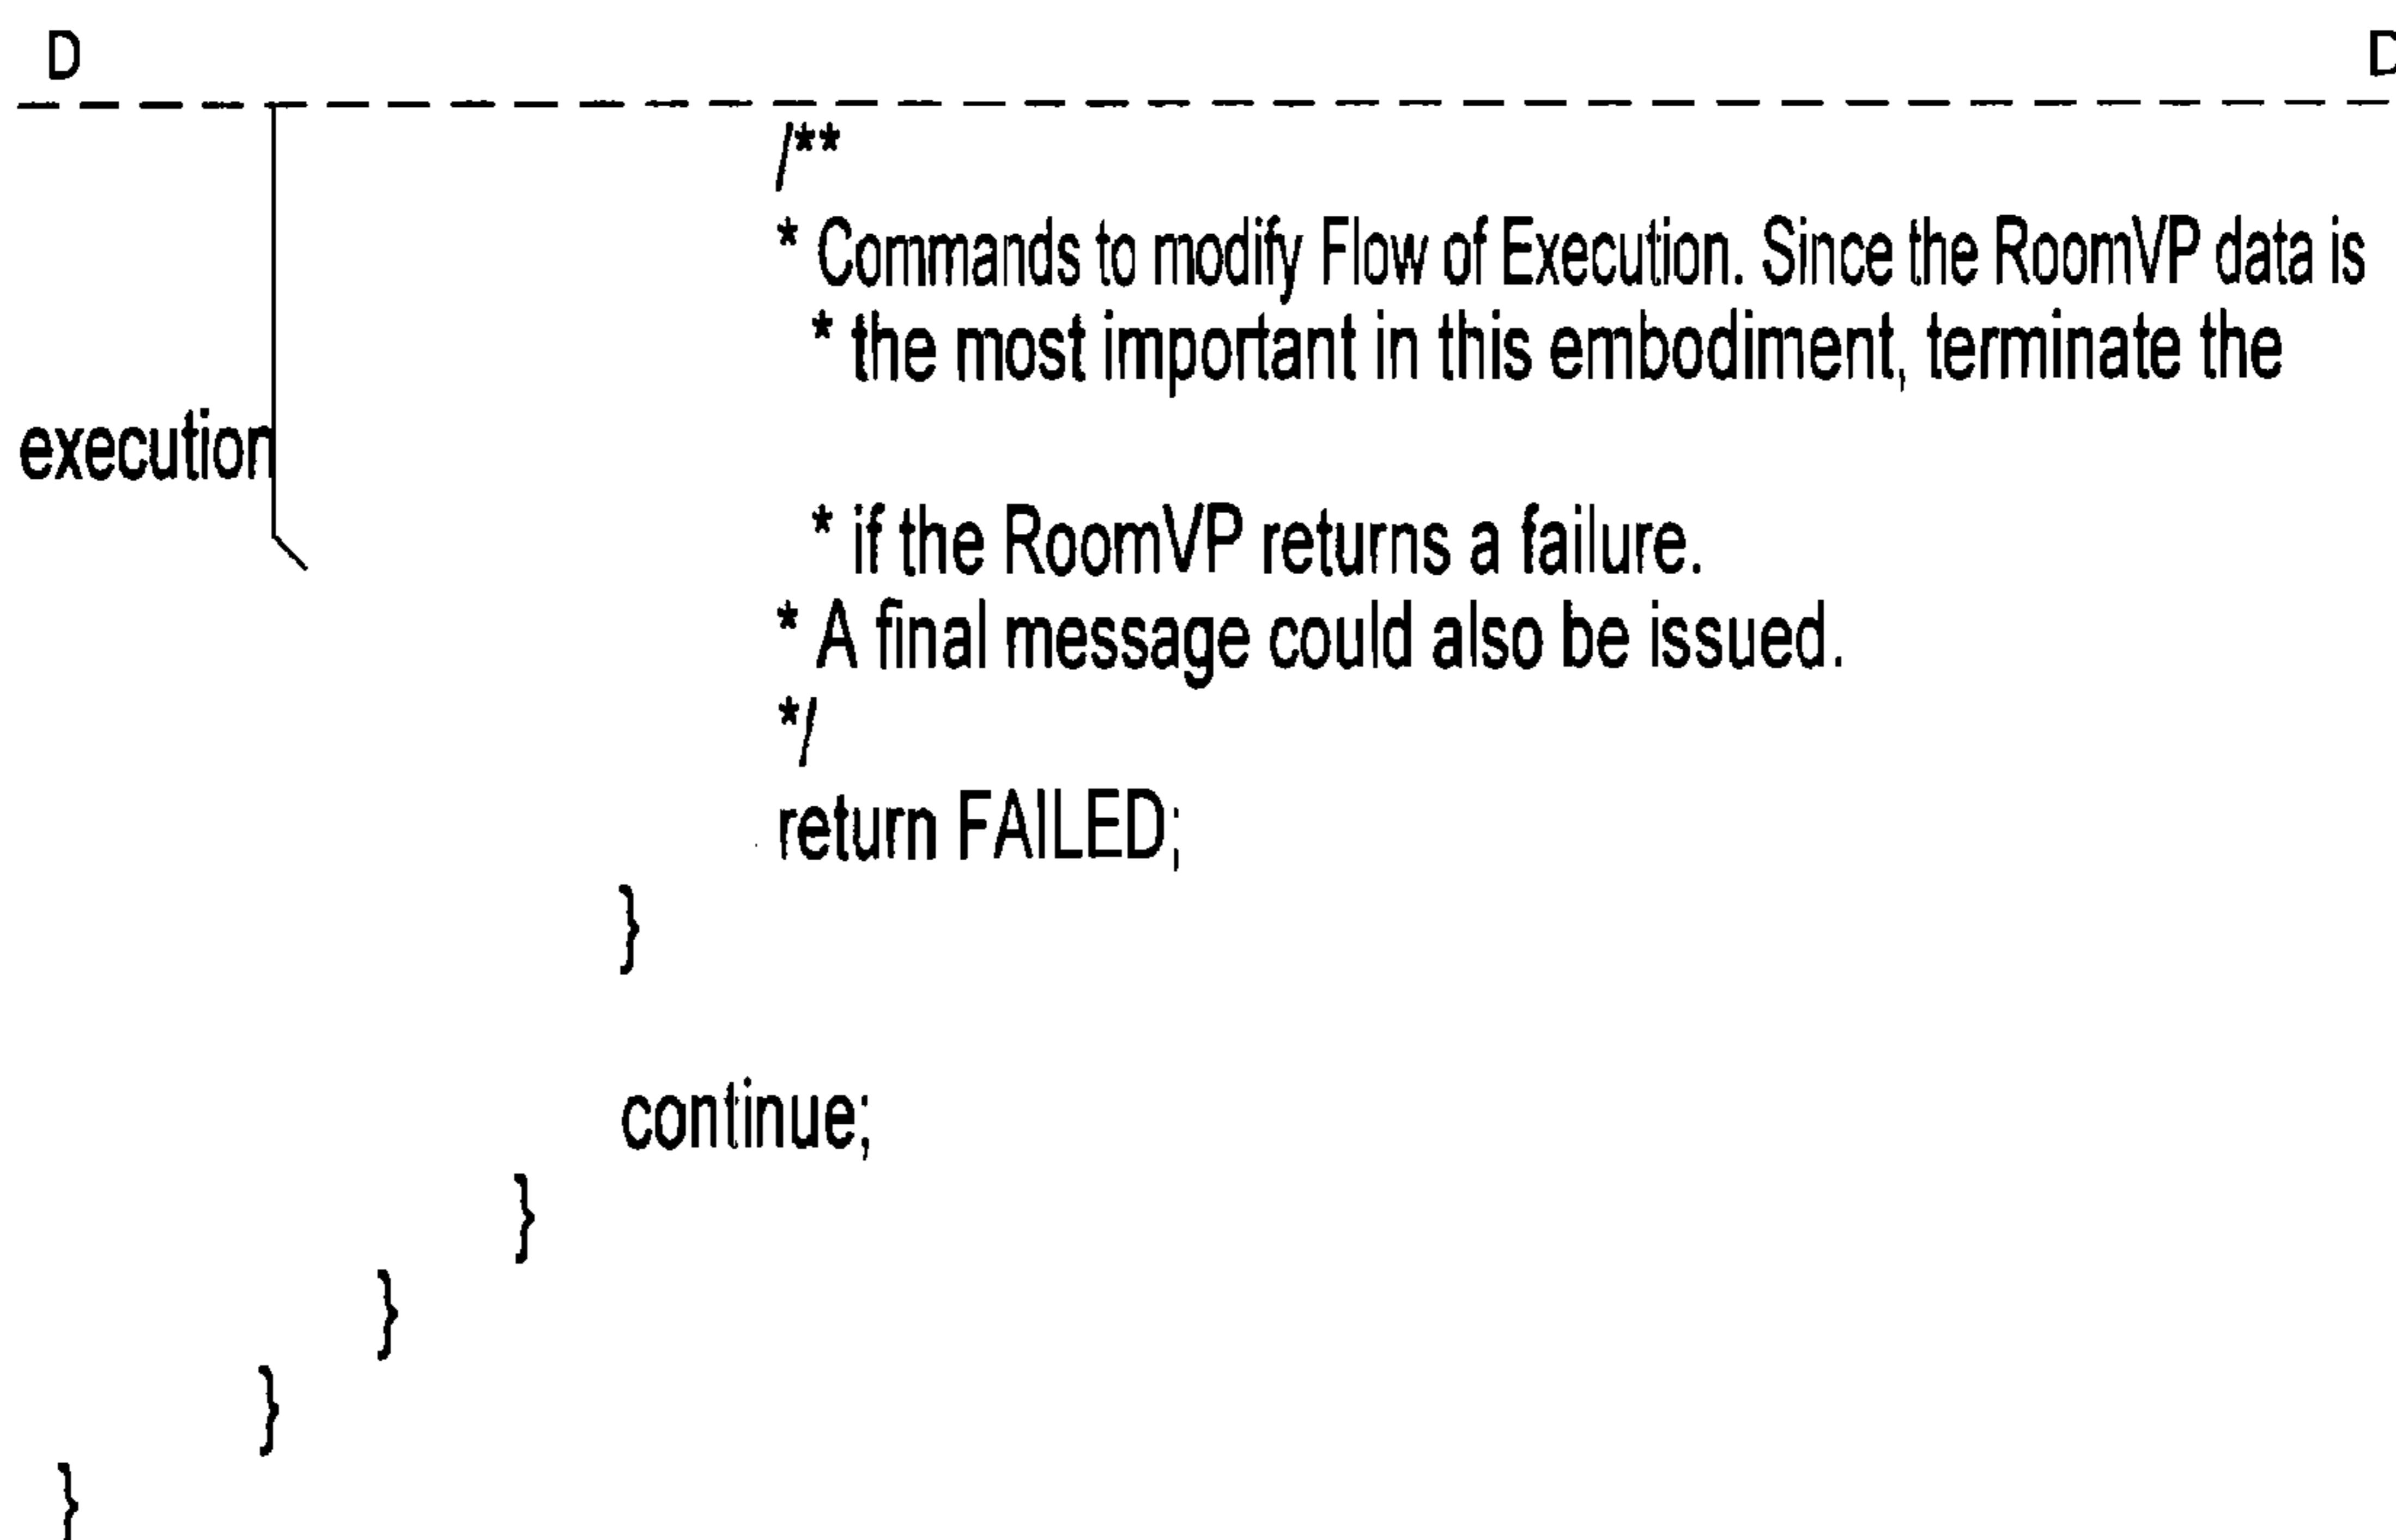 D D
/**
* Commands to modify Flow of Execution. Since the RoomVP data is
* the most important in this embodiment, terminate the
execution
* if the RoomVP returns a failure.
* A final message could also be issued.
*/
return FAILED;
}
continue;
}
}
}
}